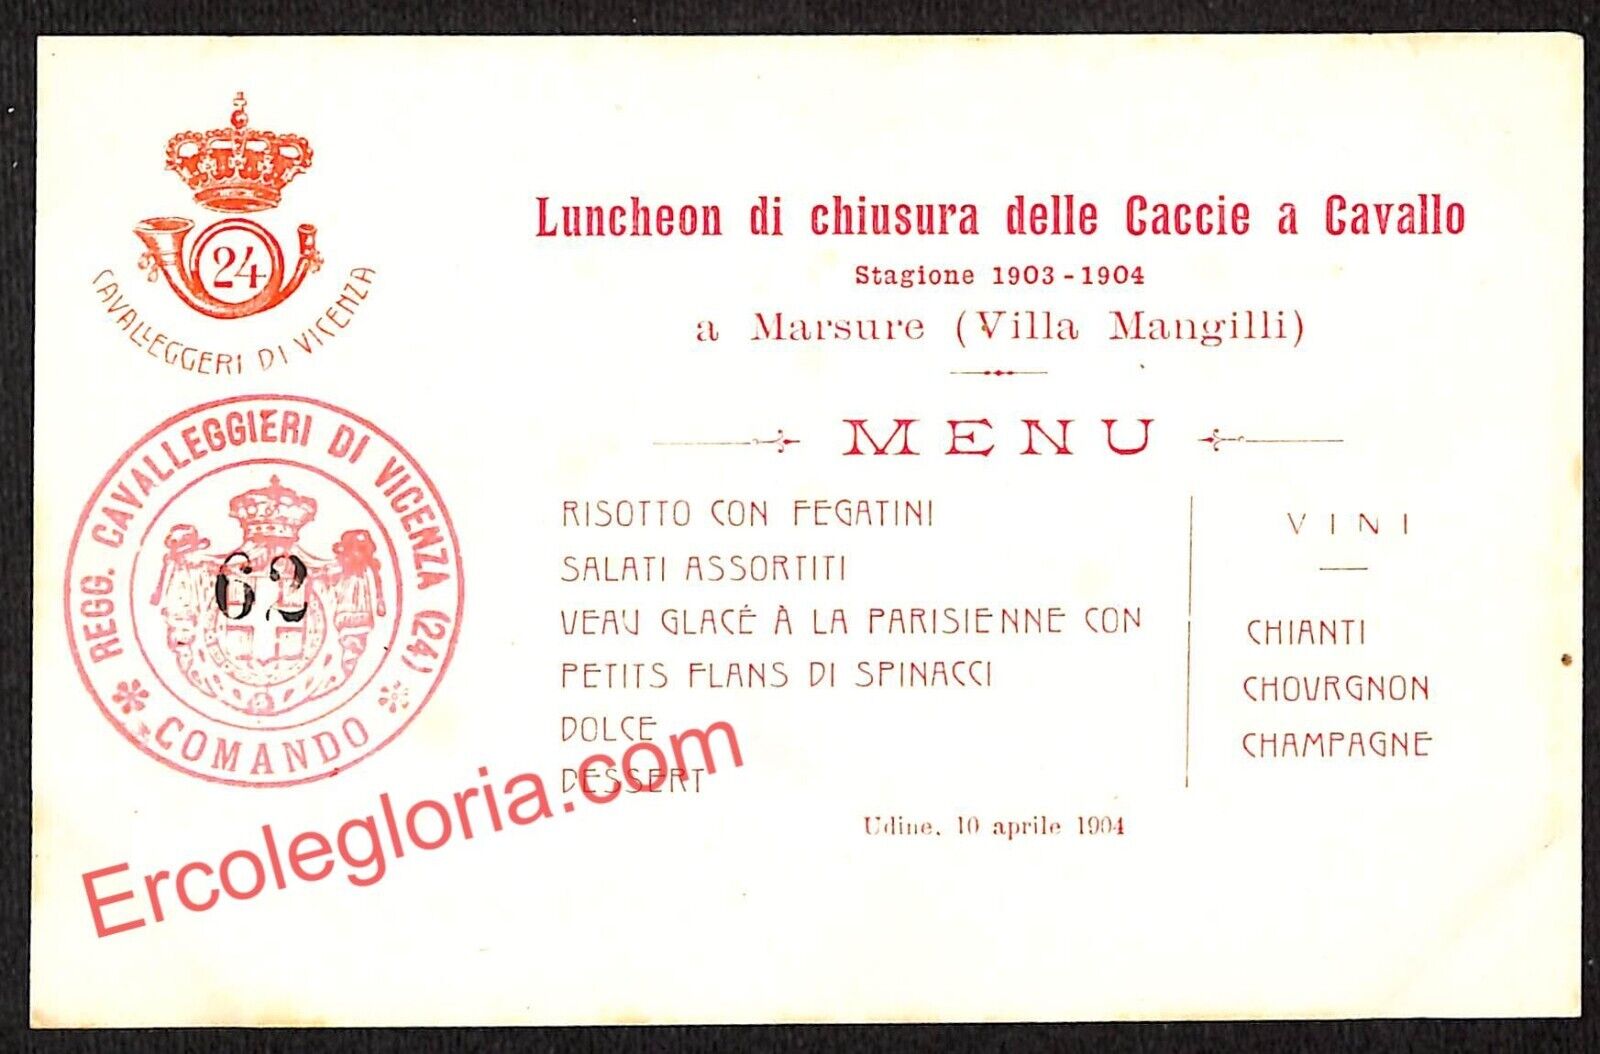 24
CAVALLEGGERI DI VICENZA
REGG. CAVALLEGGIERI DI VICENZA (24)
COMANDO
62
Luncheon di chiusura delle Caccie a Cavallo
Stagione 1903-1904
a Marsure (Villa Mangilli)
MENU
RISOTTO CON FEGATINI
SALATI ASSORTITI
VEAU GLACÉ À LA PARISIENNE CON
PETITS FLANS DI SPINACCI
DOLCE
DESSERT
VINI
CHIANTI
CHOURGNON
CHAMPAGNE
Udine, 10 aprile 1904
Ercolegloria.com